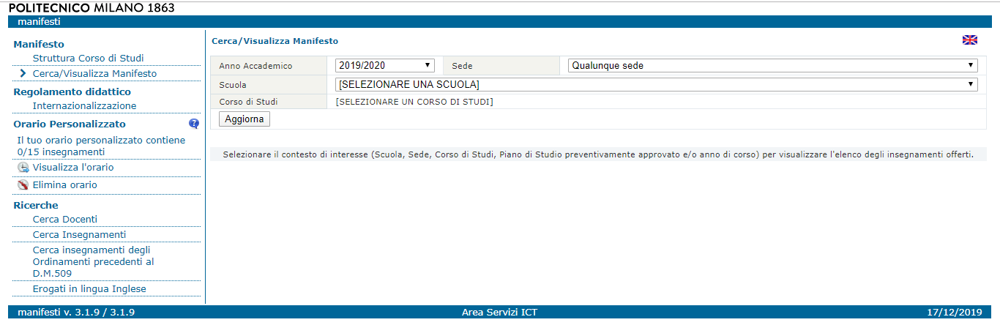 POLITECNICO MILANO 1863
manifesti
Manifesto
Struttura Corso di Studi
Cerca/Visualizza Manifesto
Regolamento didattico
Internazionalizzazione
Orario Personalizzato ?
Il tuo orario personalizzato contiene
0/15 insegnamenti
Visualizza l'orario
Elimina orario
Ricerche
Cerca Docenti
Cerca Insegnamenti
Cerca insegnamenti degli
Ordinamenti precedenti al
D.M.509
Erogati in lingua Inglese
Cerca/Visualizza Manifesto
Anno Accademico 2019/2020 Sede Qualunque sede
Scuola [SELEZIONARE UNA SCUOLA]
Corso di Studi [SELEZIONARE UN CORSO DI STUDI]
Aggiorna
Selezionare il contesto di interesse (Scuola, Sede, Corso di Studi, Piano di Studio preventivamente approvato e/o anno di corso) per visualizzare l'elenco degli insegnamenti offerti.
manifesti v. 3.1.9 / 3.1.9 Area Servizi ICT 17/12/2019